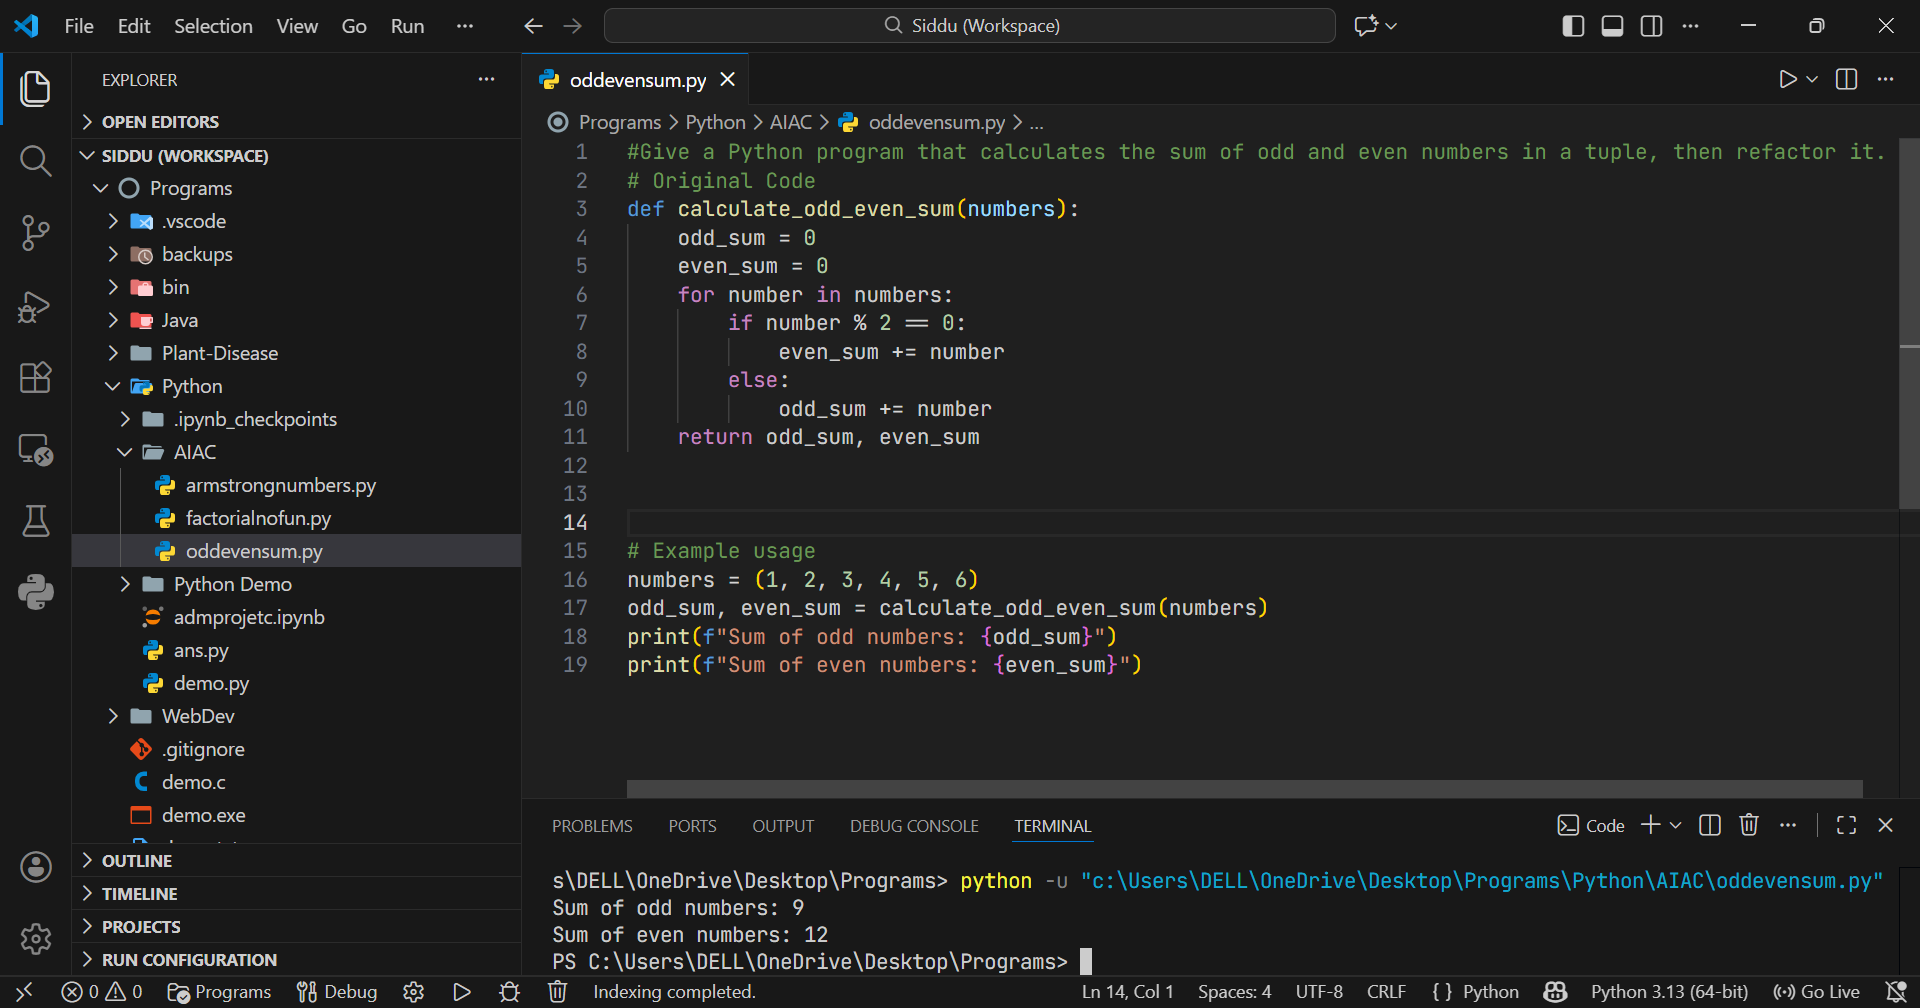 File Edit Selection View Go Run ··· Siddu (Workspace)
EXPLORER
OPEN EDITORS
SIDDU (WORKSPACE)
Programs
.vscode
backups
bin
Java
Plant-Disease
Python
.ipynb_checkpoints
AIAC
armstrongnumbers.py
factorialnofun.py
oddevensum.py
Python Demo
admprojetc.ipynb
ans.py
demo.py
WebDev
.gitignore
demo.c
demo.exe
OUTLINE
TIMELINE
PROJECTS
RUN CONFIGURATION
oddevensum.py
Programs > Python > AIAC > oddevensum.py > ...
1 #Give a Python program that calculates the sum of odd and even numbers in a tuple, then refactor it.
2 # Original Code
3 def calculate_odd_even_sum(numbers):
4 odd_sum = 0
5 even_sum = 0
6 for number in numbers:
7 if number % 2 == 0:
8 even_sum += number
9 else:
10 odd_sum += number
11 return odd_sum, even_sum
12
13
14
15 # Example usage
16 numbers = (1, 2, 3, 4, 5, 6)
17 odd_sum, even_sum = calculate_odd_even_sum(numbers)
18 print(f"Sum of odd numbers: {odd_sum}")
19 print(f"Sum of even numbers: {even_sum}")
PROBLEMS PORTS OUTPUT DEBUG CONSOLE TERMINAL Code
s\DELL\OneDrive\Desktop\Programs> python -u "c:\Users\DELL\OneDrive\Desktop\Programs\Python\AIAC\oddevensum.py"
Sum of odd numbers: 9
Sum of even numbers: 12
PS C:\Users\DELL\OneDrive\Desktop\Programs>
0 0 Programs Debug Indexing completed. Ln 14, Col 1 Spaces: 4 UTF-8 CRLF { } Python Python 3.13 (64-bit) Go Live